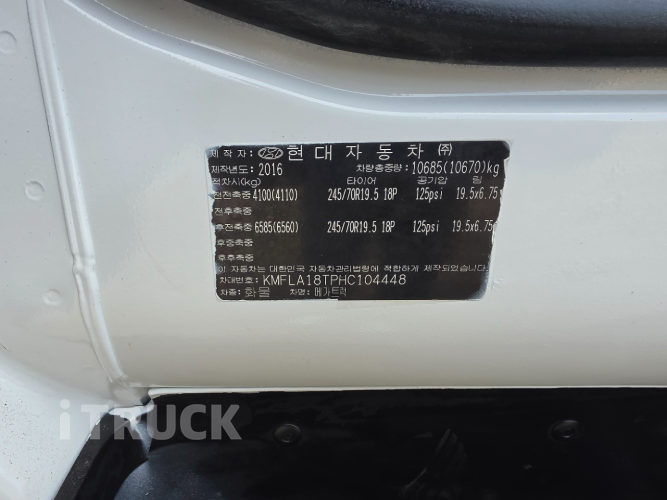 제 작 자: 현 대 자 동 차 ㈜
제작년도: 2016 차량총중량: 10685(10670)kg
적차시(kg) 타이어 공기압 림
전전축중 4100(4110) 245/70R19.5 18P 125psi 19.5x6.75
전후축중
후전축중 6585(6560) 245/70R19.5 18P 125psi 19.5x6.75
후중축중
후후축중
이 자동차는 대한민국 자동차관리법령에 적합하게 제작되었습니다
차대번호: KMFLA18TPHC104448
차종: 화 물 차명: 메가트럭
iTRUCK